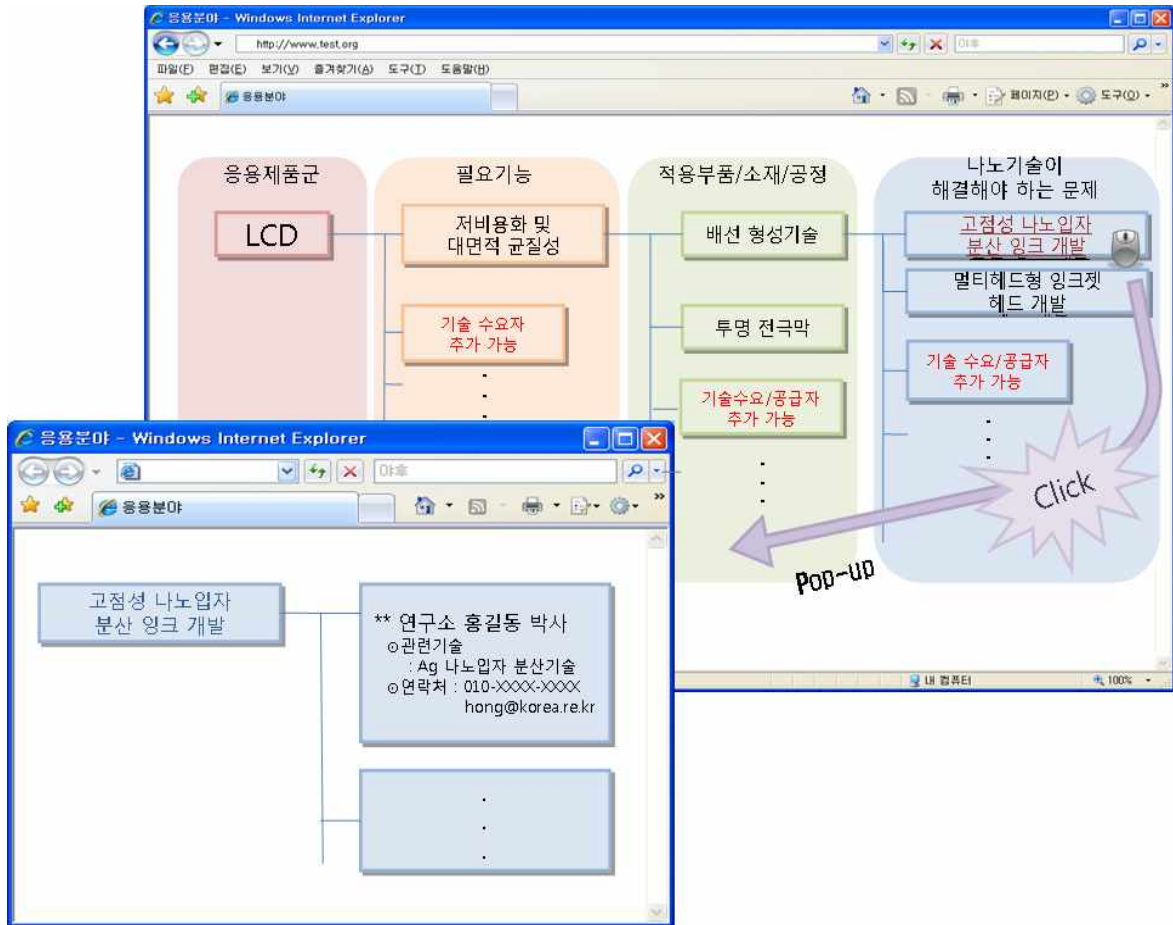 응용분야 - Windows Internet Explorer
http://www.test.org
야후
파일(F) 편집(E) 보기(V) 즐겨찾기(A) 도구(T) 도움말(H)
응용분야
페이지(P)
도구(O)
응용제품군
LCD
필요기능
저비용화 및
대면적 균질성
기술 수요자
추가 가능
적용부품/소재/공정
배선 형성기술
투명 전극막
기술수요/공급자
추가 가능
나노기술이
해결해야 하는 문제
고점성 나노입자
분산 잉크 개발
멀티헤드형 잉크젯
헤드 개발
기술 수요/공급자
추가 가능
Click
Pop-up
내 컴퓨터
100%
응용분야 - Windows Internet Explorer
야후
응용분야
고점성 나노입자
분산 잉크 개발
** 연구소 홍길동 박사
⊙관련기술
: Ag 나노입자 분산기술
⊙연락처 : 010-XXXX-XXXX
hong@korea.re.kr